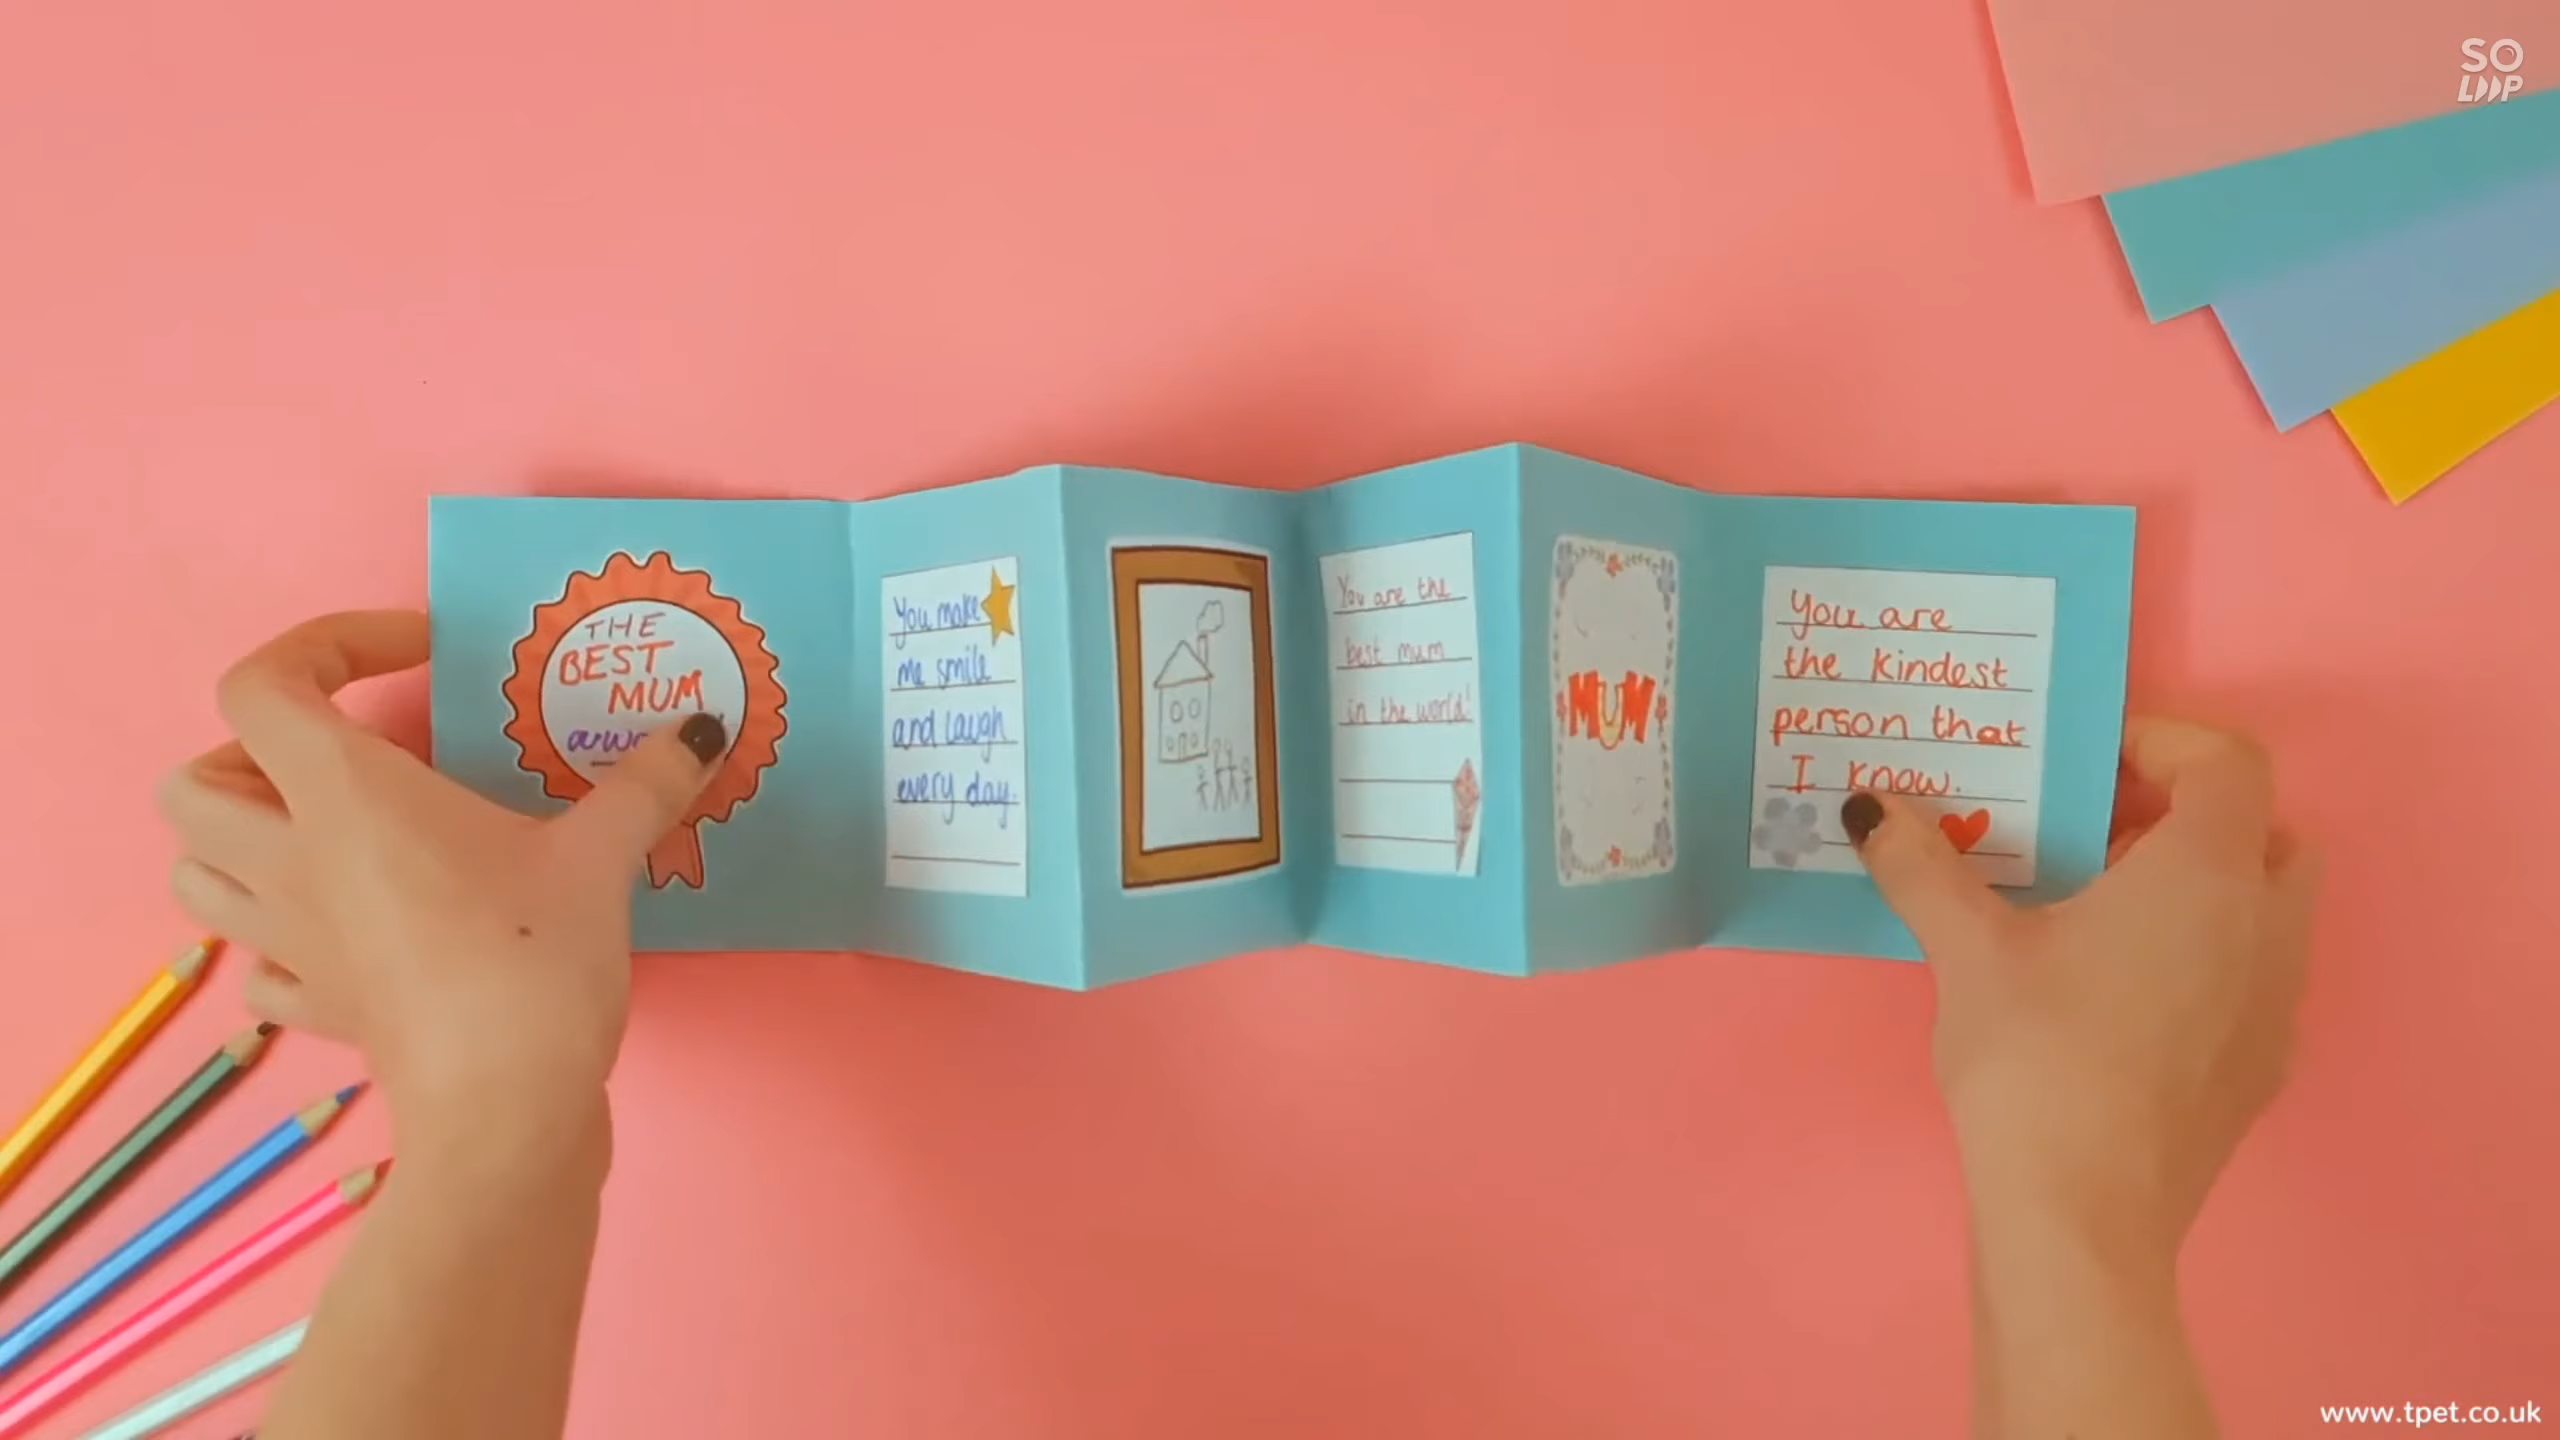 SO
LOOP
THE
BEST
MUM
You make
me smile
and laugh
every day.
You are the
best mum
in the world!
MUM
You are
the kindest
person that
I know.
www.tpet.co.uk